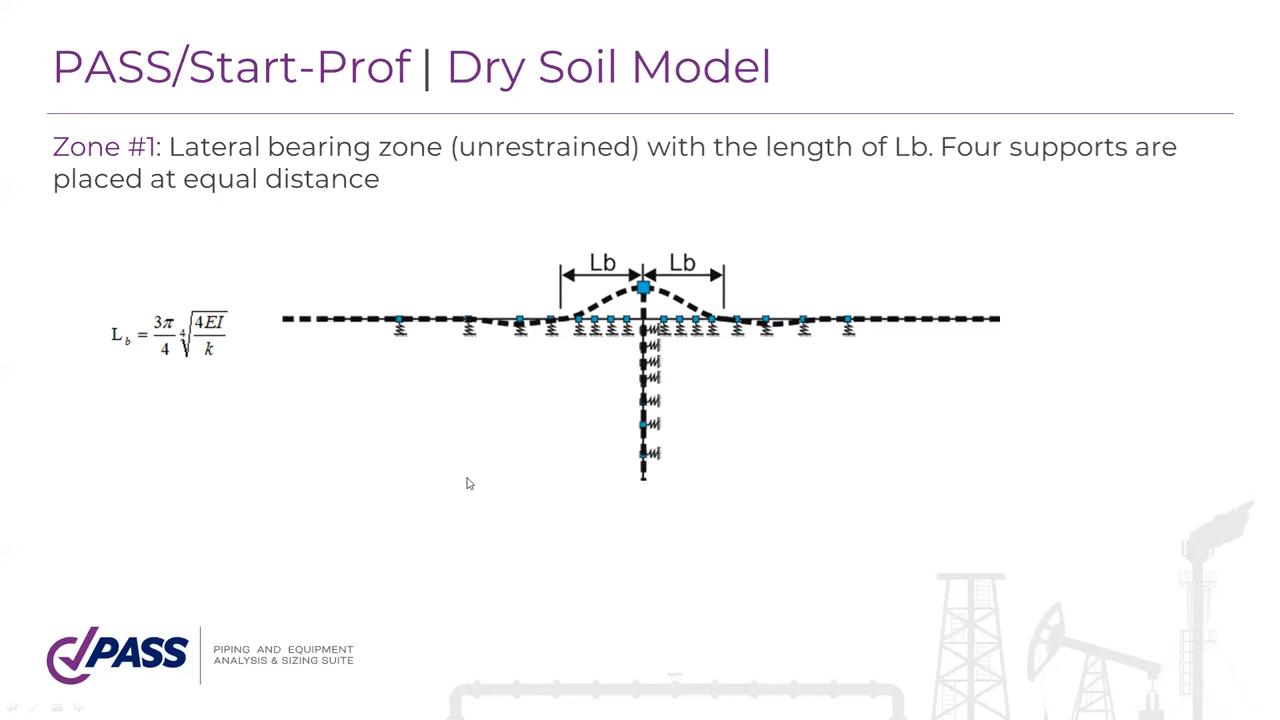 PASS/Start-Prof | Dry Soil Model
Zone #1: Lateral bearing zone (unrestrained) with the length of Lb. Four supports are
placed at equal distance
Lb Lb
L_b = 3π/4 ∜(4EI/k)
PASS
PIPING AND EQUIPMENT
ANALYSIS & SIZING SUITE